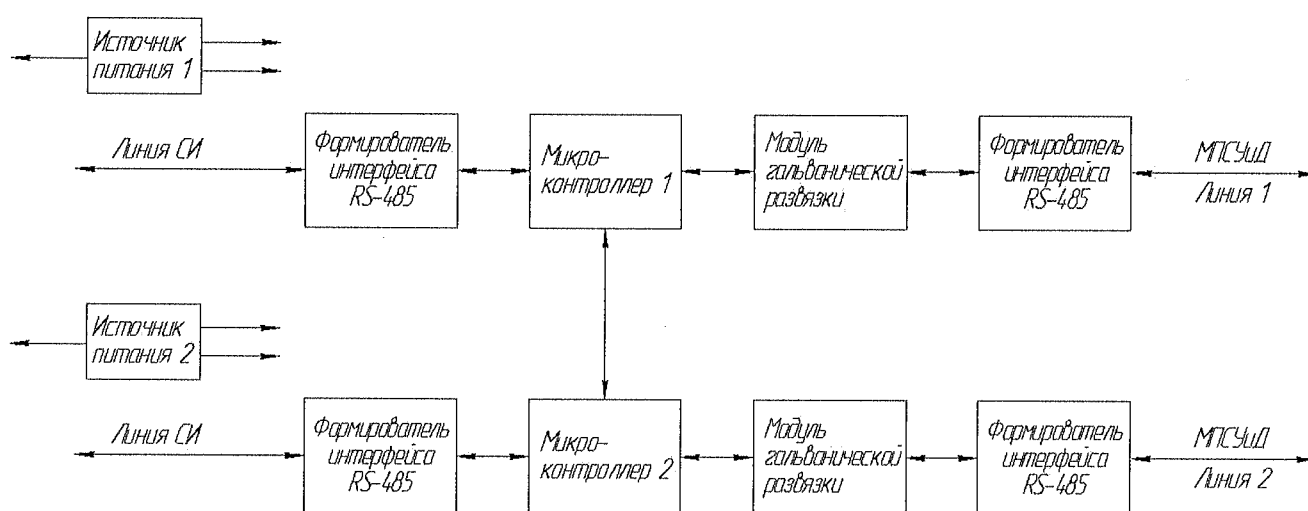 Источник
питания 1
Линия СИ
Формирователь
интерфейса
RS-485
Микро-
контроллер 1
Модуль
гальванической
развязки
Формирователь
интерфейса
RS-485
МПСУиД
Линия 1
Источник
питания 2
Линия СИ
Формирователь
интерфейса
RS-485
Микро-
контроллер 2
Модуль
гальванической
развязки
Формирователь
интерфейса
RS-485
МПСУиД
Линия 2